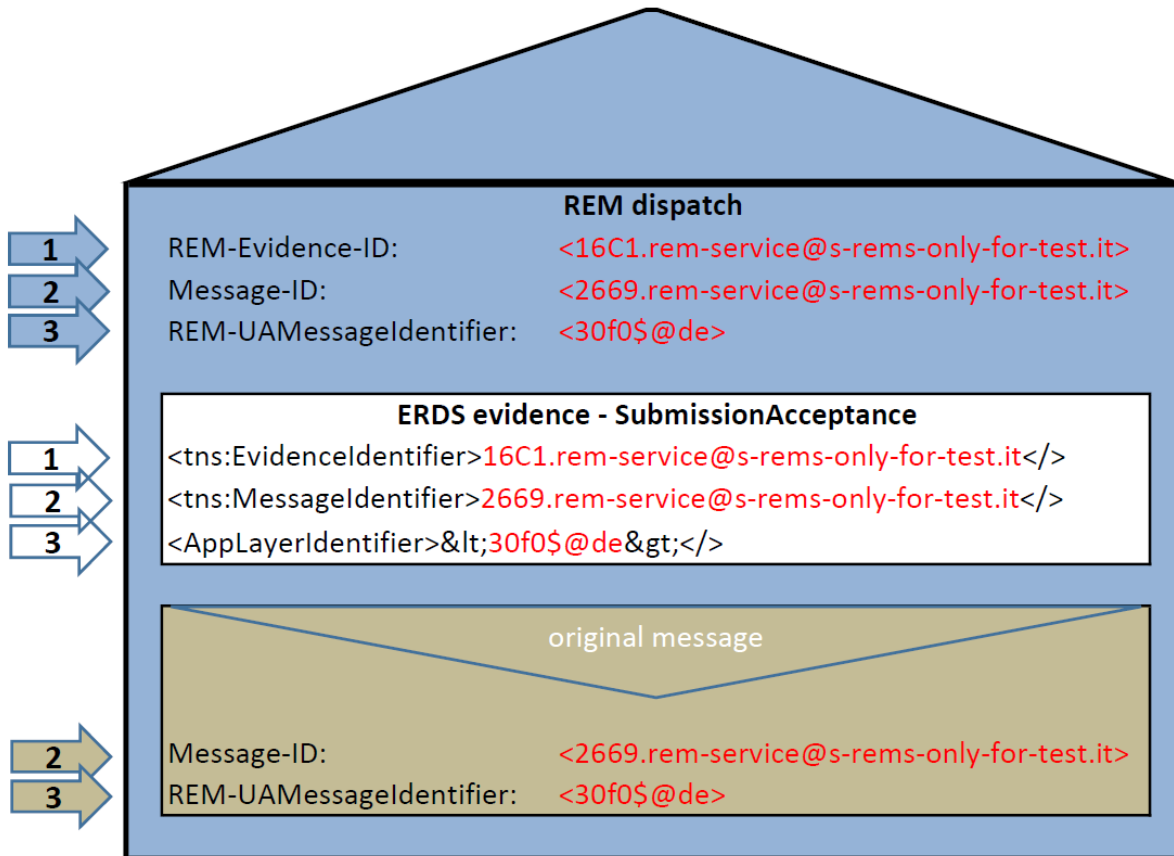 REM dispatch
1 REM-Evidence-ID: <16C1.rem-service@s-rems-only-for-test.it>
2 Message-ID: <2669.rem-service@s-rems-only-for-test.it>
3 REM-UAMessageIdentifier: <30f0$@de>
ERDS evidence - SubmissionAcceptance
1 <tns:EvidenceIdentifier>16C1.rem-service@s-rems-only-for-test.it</>
2 <tns:MessageIdentifier>2669.rem-service@s-rems-only-for-test.it</>
3 <AppLayerIdentifier>&lt;30f0$@de&gt;</>
original message
2 Message-ID: <2669.rem-service@s-rems-only-for-test.it>
3 REM-UAMessageIdentifier: <30f0$@de>